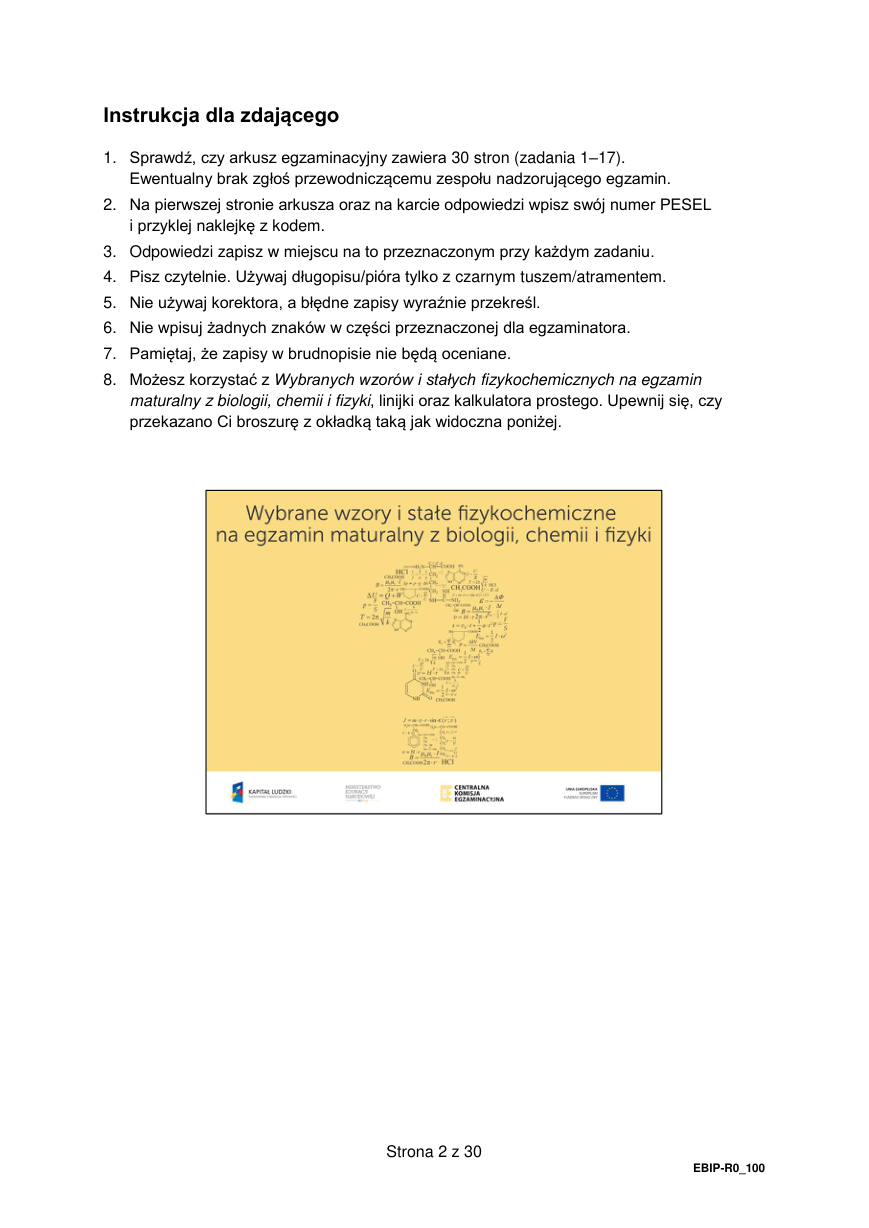 Instrukcja dla zdającego
1. Sprawdź, czy arkusz egzaminacyjny zawiera 30 stron (zadania 1–17).
Ewentualny brak zgłoś przewodniczącemu zespołu nadzorującego egzamin.
2. Na pierwszej stronie arkusza oraz na karcie odpowiedzi wpisz swój numer PESEL
i przyklej naklejkę z kodem.
3. Odpowiedzi zapisz w miejscu na to przeznaczonym przy każdym zadaniu.
4. Pisz czytelnie. Używaj długopisu/pióra tylko z czarnym tuszem/atramentem.
5. Nie używaj korektora, a błędne zapisy wyraźnie przekreśl.
6. Nie wpisuj żadnych znaków w części przeznaczonej dla egzaminatora.
7. Pamiętaj, że zapisy w brudnopisie nie będą oceniane.
8. Możesz korzystać z Wybranych wzorów i stałych fizykochemicznych na egzamin
maturalny z biologii, chemii i fizyki, linijki oraz kalkulatora prostego. Upewnij się, czy
przekazano Ci broszurę z okładką taką jak widoczna poniżej.
Wybrane wzory i stałe fizykochemiczne
na egzamin maturalny z biologii, chemii i fizyki
KAPITAŁ LUDZKI
MINISTERSTWO
EDUKACJI
NARODOWEJ
CENTRALNA
KOMISJA
EGZAMINACYJNA
UNIA EUROPEJSKA
Strona 2 z 30
EBIP-R0_100